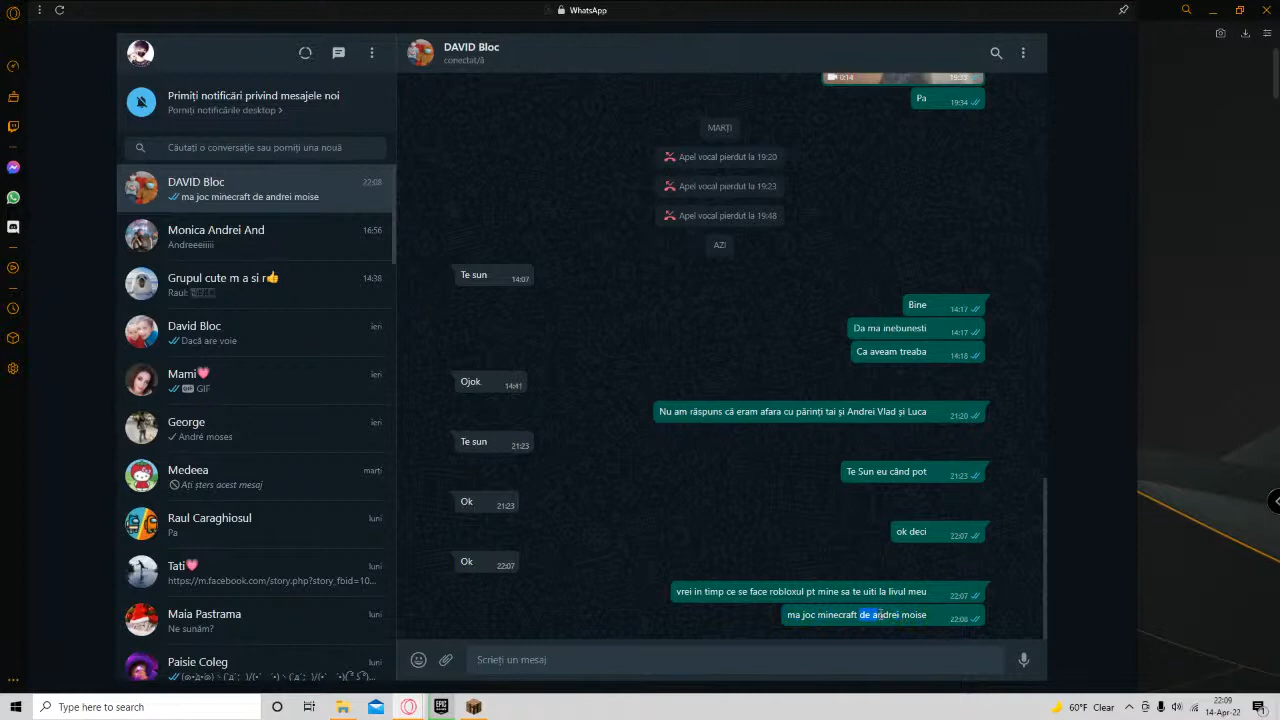 WhatsApp
DAVID Bloc
conectat/ă
Primiți notificări privind mesajele noi
Porniți notificările desktop >
Căutați o conversație sau porniți una nouă
DAVID Bloc
22:08
ma joc minecraft de andrei moise
Monica Andrei And
16:56
Andreeiiiii
Grupul cute m a si r👍
14:38
Raul:
David Bloc
ieri
Dacă are voie
Mami💗
ieri
GIF GIF
George
ieri
André moses
Medeea
marți
Ați șters acest mesaj
Raul Caraghiosul
luni
Pa
Tati💗
luni
https://m.facebook.com/story.php?story_fbid=10...
Maia Pastrama
luni
Ne sunăm?
Paisie Coleg
luni
0:14
19:33
Pa
19:34
MARȚI
Apel vocal pierdut la 19:20
Apel vocal pierdut la 19:23
Apel vocal pierdut la 19:48
AZI
Te sun
14:07
Bine
14:17
Da ma inebunesti
14:17
Ca aveam treaba
14:18
Ojok
14:41
Nu am răspuns că eram afara cu părinți tai și Andrei Vlad și Luca
21:20
Te sun
21:23
Te Sun eu când pot
21:23
Ok
21:23
ok deci
22:07
Ok
22:07
vrei in timp ce se face robloxul pt mine sa te uiti la livul meu
22:07
ma joc minecraft de andrei moise
22:08
Scrieți un mesaj
Type here to search
EPIC
60°F Clear
22:09
14-Apr-22